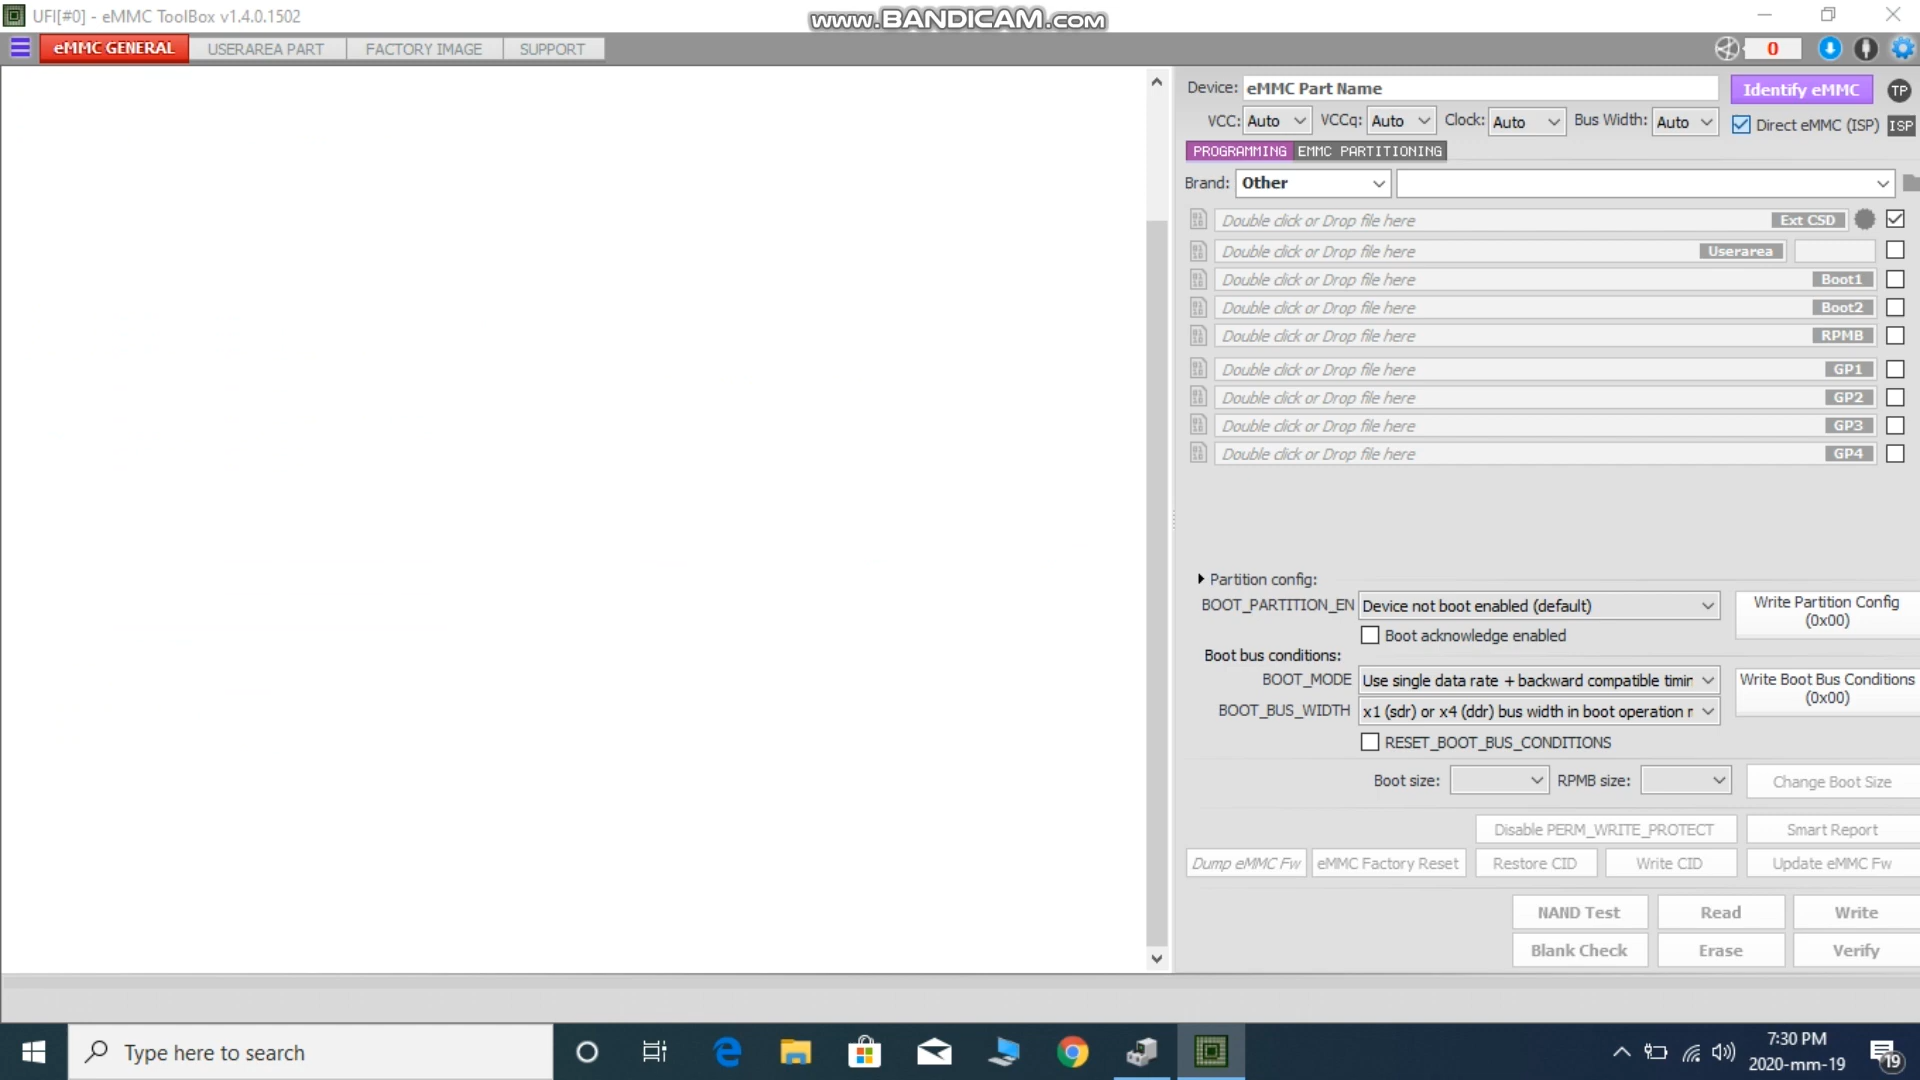 UFI[#0] - eMMC ToolBox v1.4.0.1502
www.BANDICAM.com
eMMC GENERAL USERAREA PART FACTORY IMAGE SUPPORT
0
Device: eMMC Part Name Identify eMMC TP
VCC: Auto VCCq: Auto Clock: Auto Bus Width: Auto Direct eMMC (ISP) ISP
PROGRAMMING EMMC PARTITIONING
Brand: Other
Double click or Drop file here Ext CSD
Double click or Drop file here Userarea
Double click or Drop file here Boot1
Double click or Drop file here Boot2
Double click or Drop file here RPMB
Double click or Drop file here GP1
Double click or Drop file here GP2
Double click or Drop file here GP3
Double click or Drop file here GP4
Partition config:
BOOT_PARTITION_EN Device not boot enabled (default) Write Partition Config
(0x00)
Boot acknowledge enabled
Boot bus conditions:
BOOT_MODE Use single data rate + backward compatible timin Write Boot Bus Conditions
(0x00)
BOOT_BUS_WIDTH x1 (sdr) or x4 (ddr) bus width in boot operation r
RESET_BOOT_BUS_CONDITIONS
Boot size: RPMB size: Change Boot Size
Disable PERM_WRITE_PROTECT Smart Report
Dump eMMC Fw eMMC Factory Reset Restore CID Write CID Update eMMC Fw
NAND Test Read Write
Blank Check Erase Verify
Type here to search
7:30 PM
2020-mm-19
19